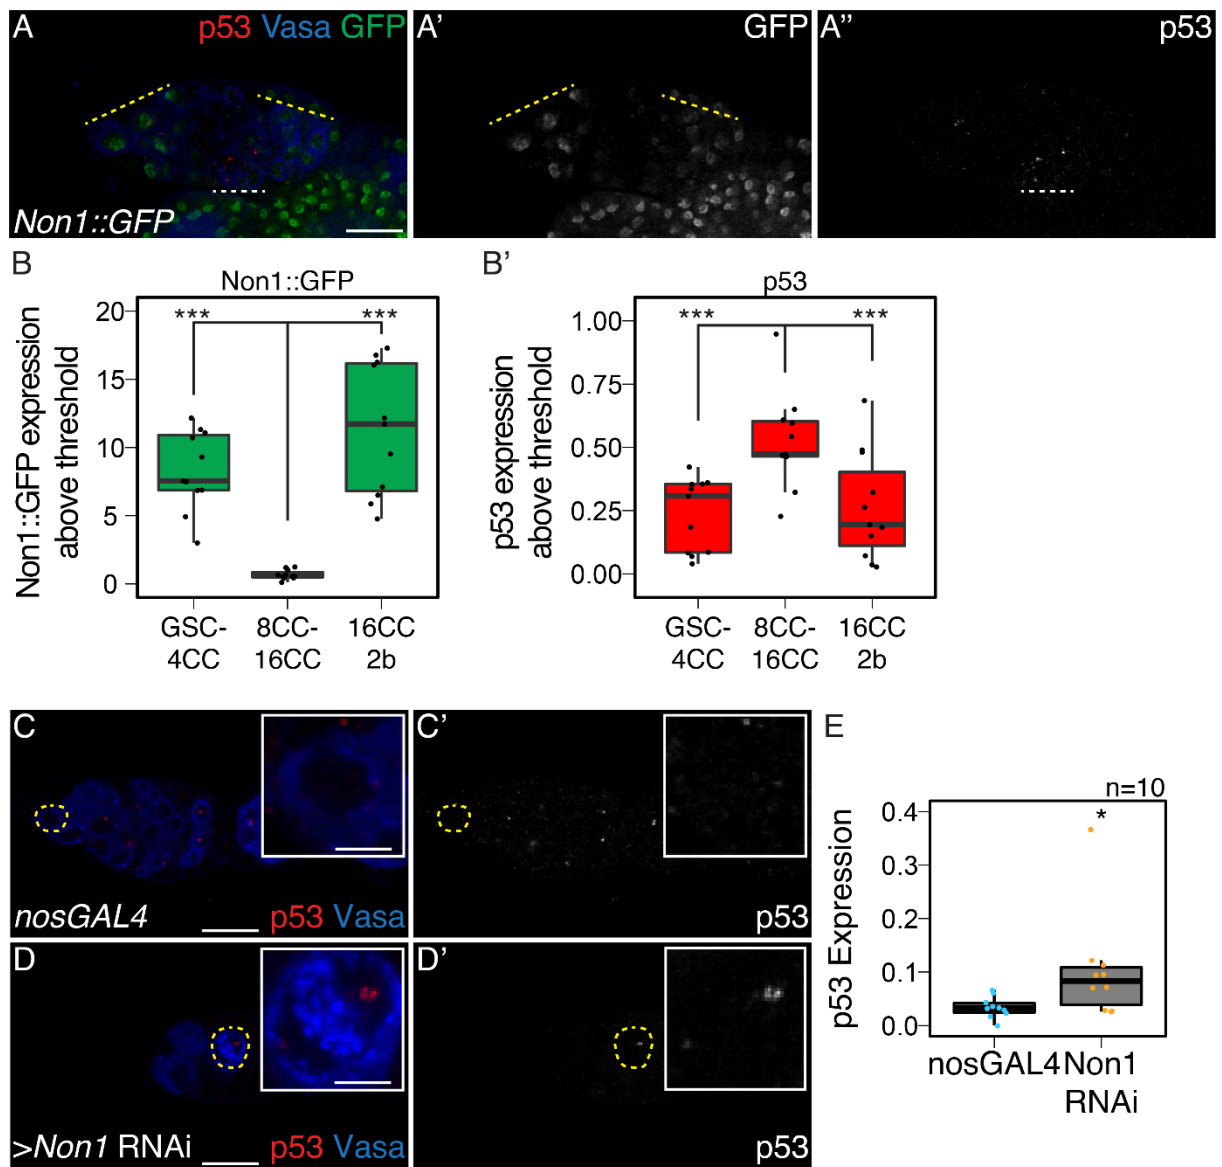 A
p53 Vasa GFP
Non1::GFP
A'
GFP
A''
p53
B
Non1::GFP
Non1::GFP expression
above threshold
20
15
10
5
0
***
***
GSC-
4CC
8CC-
16CC
16CC
2b
B'
p53
p53 expression
above threshold
1.00
0.75
0.50
0.25
0.00
***
***
GSC-
4CC
8CC-
16CC
16CC
2b
C
nosGAL4
p53 Vasa
C'
p53
D
>Non1 RNAi
p53 Vasa
D'
p53
E
n=10
p53 Expression
0.4
0.3
0.2
0.1
0.0
*
nosGAL4
Non1
RNAi